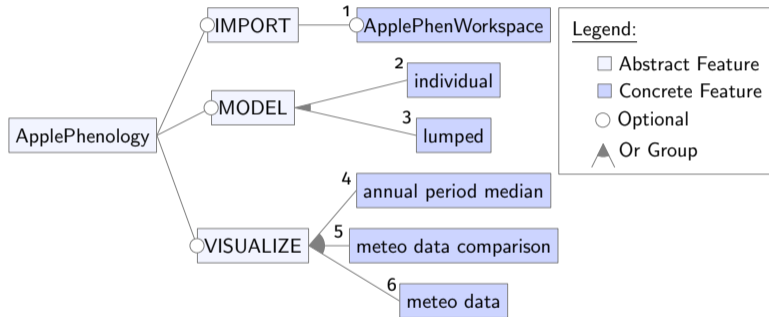 1
IMPORT
ApplePhenWorkspace
2
individual
MODEL
3
lumped
ApplePhenology
4
annual period median
5
VISUALIZE
meteo data comparison
6
meteo data
Legend:
Abstract Feature
Concrete Feature
Optional
Or Group